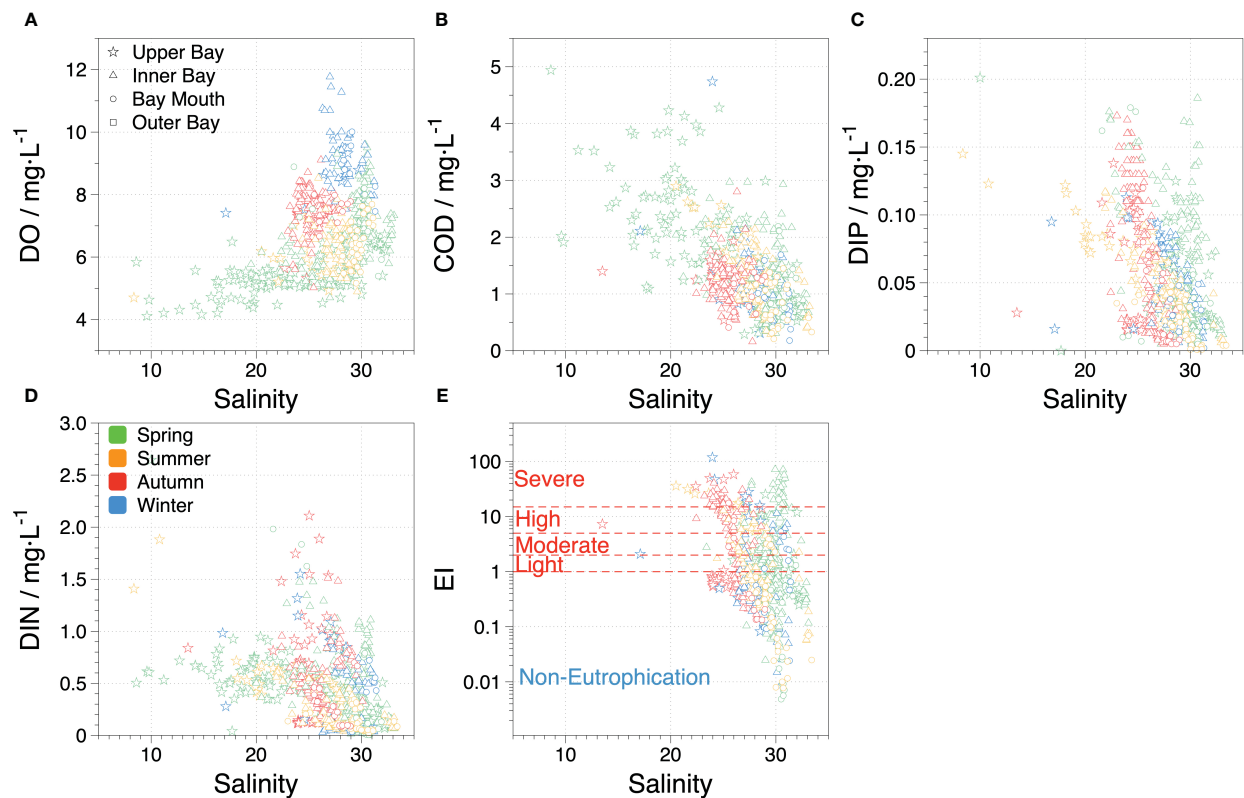 A
DO / mg·L⁻¹
12
10
8
6
4
Upper Bay
Inner Bay
Bay Mouth
Outer Bay
10 20 30
Salinity
B
COD / mg·L⁻¹
5
4
3
2
1
0
10 20 30
Salinity
C
DIP / mg·L⁻¹
0.20
0.15
0.10
0.05
0
10 20 30
Salinity
D
DIN / mg·L⁻¹
3.0
2.5
2.0
1.5
1.0
0.5
0
Spring
Summer
Autumn
Winter
10 20 30
Salinity
E
EI
100
10
1
0.1
0.01
Severe
High
Moderate
Light
Non-Eutrophication
10 20 30
Salinity